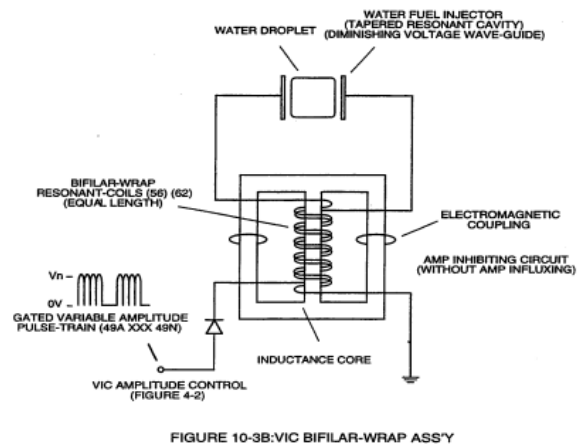 WATER FUEL INJECTOR
(TAPERED RESONANT CAVITY)
(DIMINISHING VOLTAGE WAVE-GUIDE)
WATER DROPLET
BIFILAR-WRAP
RESONANT-COILS (56) (62)
(EQUAL LENGTH)
ELECTROMAGNETIC
COUPLING
AMP INHIBITING CIRCUIT
(WITHOUT AMP INFLUXING)
Vn
0V
GATED VARIABLE AMPLITUDE
PULSE-TRAIN (49A XXX 49N)
INDUCTANCE CORE
VIC AMPLITUDE CONTROL
(FIGURE 4-2)
FIGURE 10-3B:VIC BIFILAR-WRAP ASS'Y